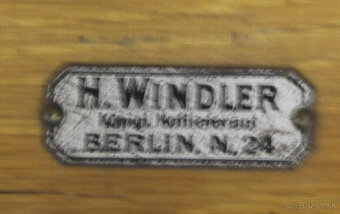 H. WINDLER
Königl. Hoflieferant
BERLIN. N. 24.